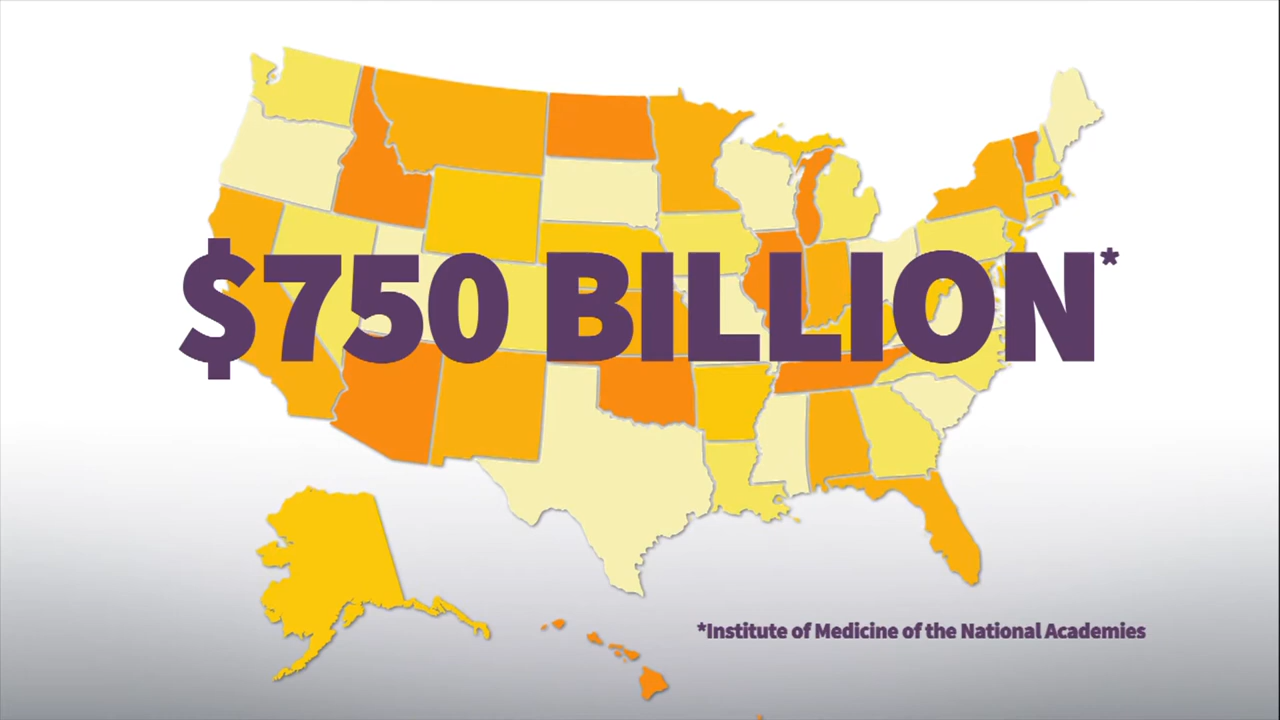 $750 BILLION*
*Institute of Medicine of the National Academies